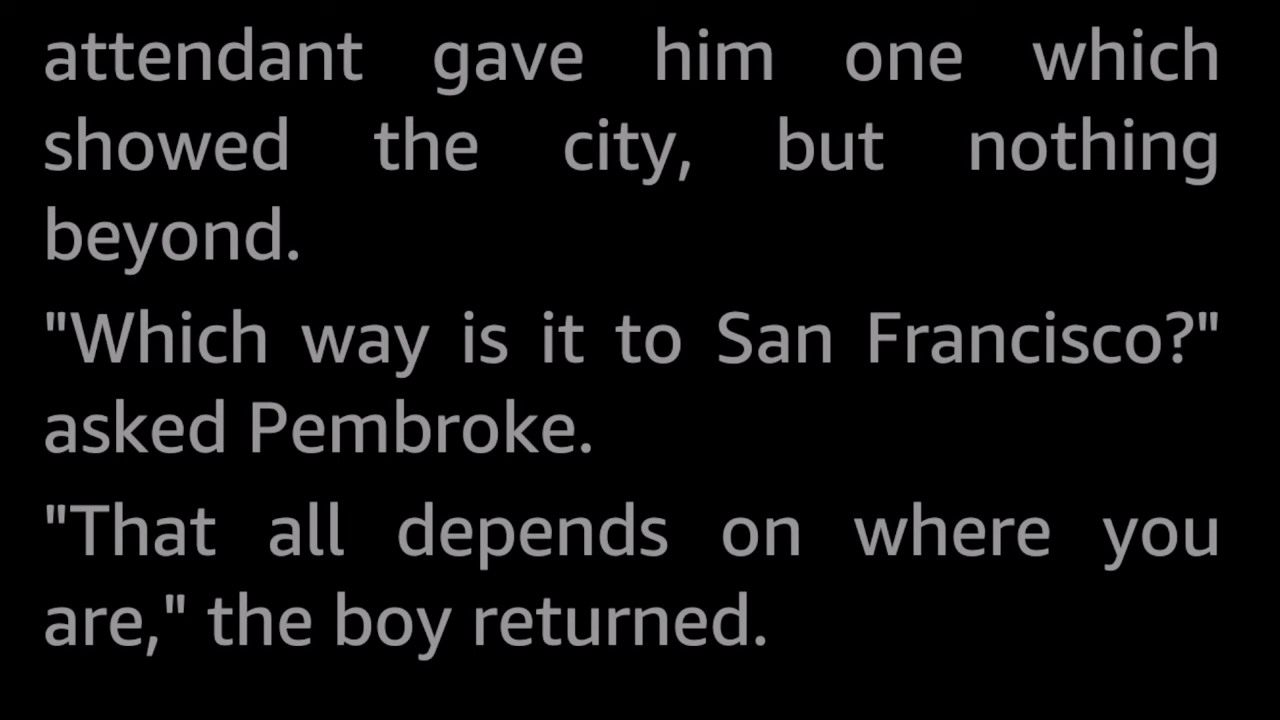 attendant gave him one which
showed the city, but nothing
beyond.
"Which way is it to San Francisco?"
asked Pembroke.
"That all depends on where you
are," the boy returned.